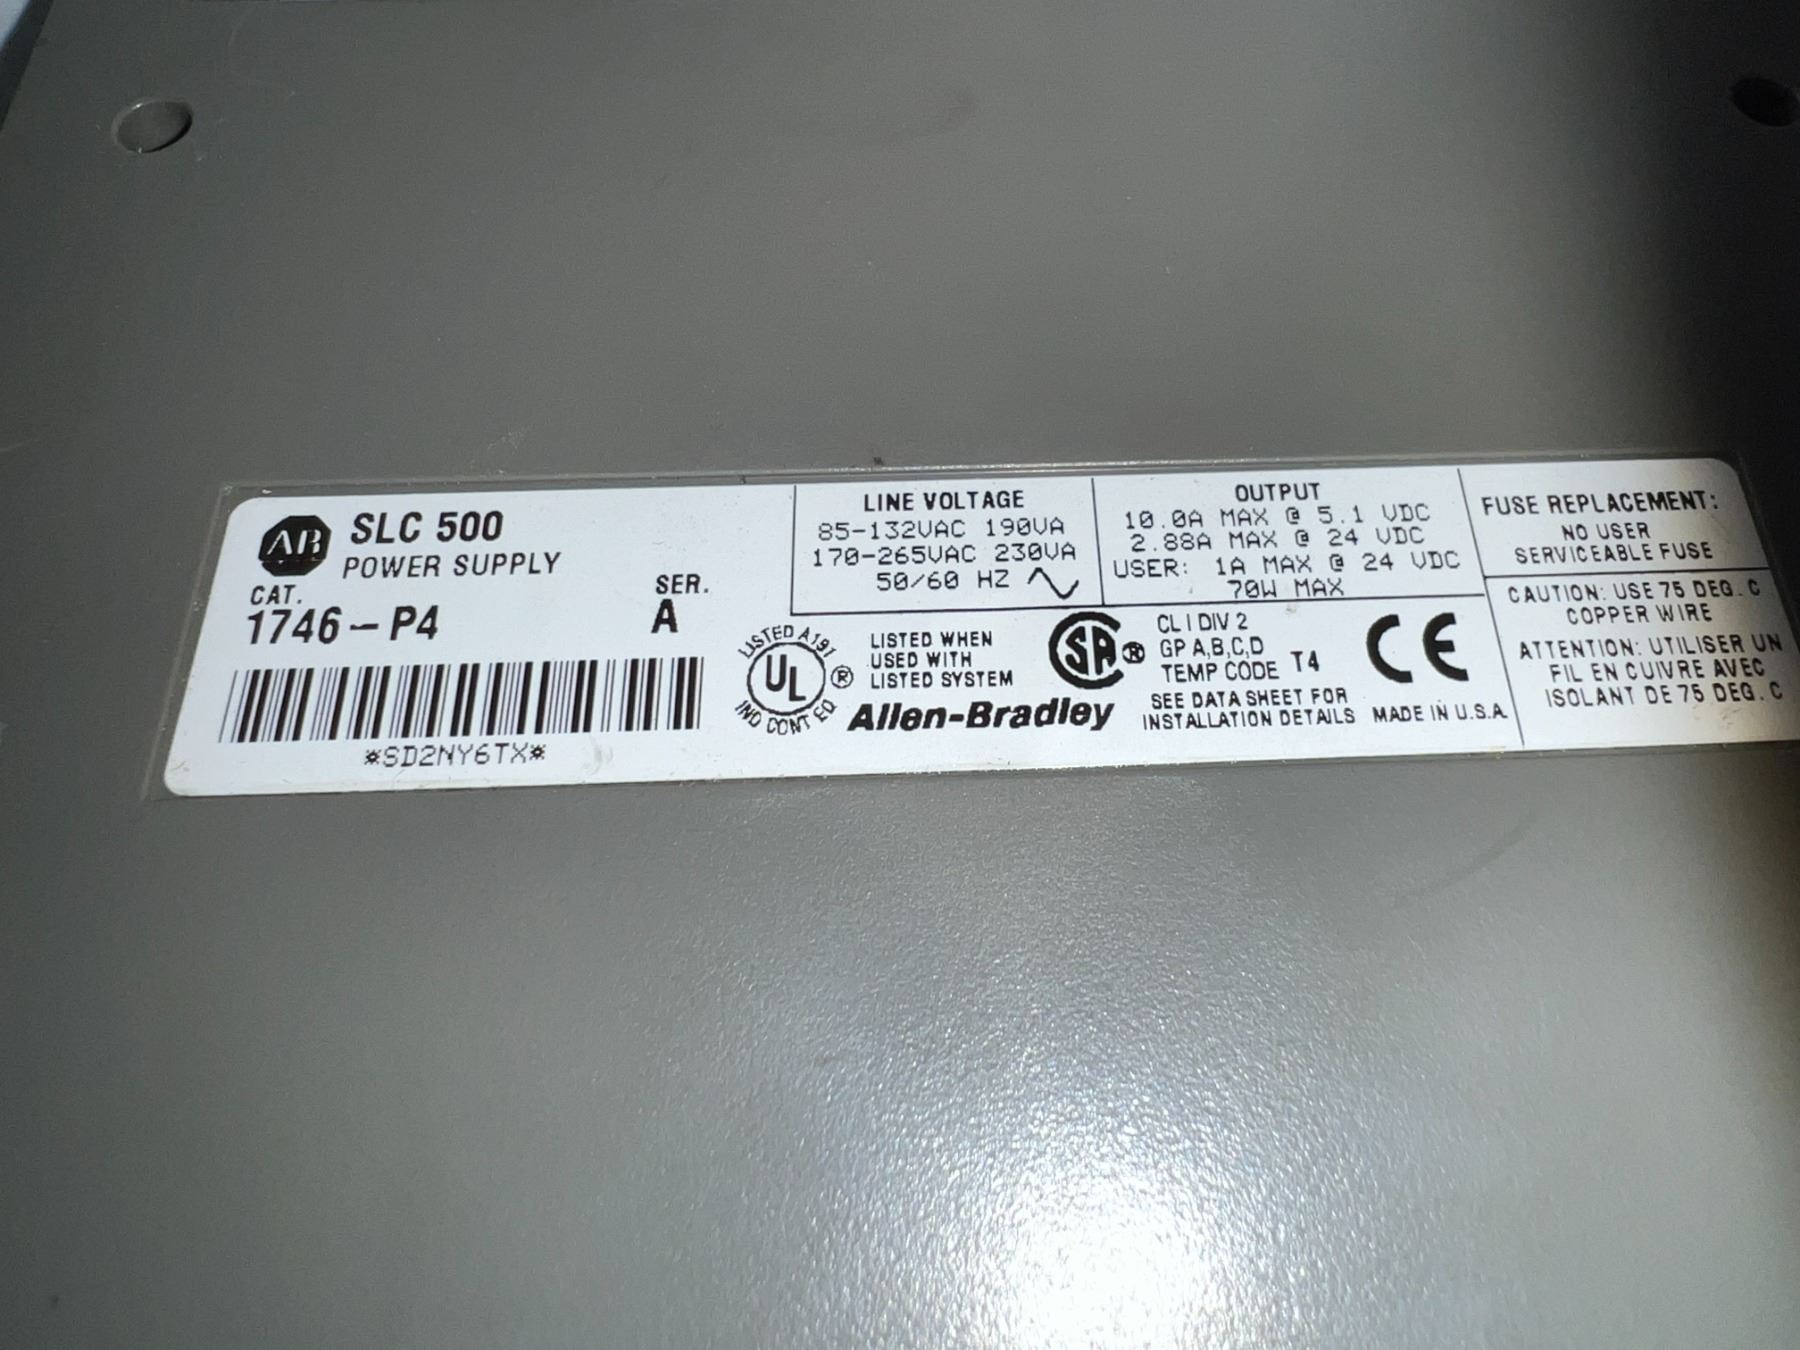 AB
SLC 500
POWER SUPPLY
CAT.
1746-P4
SER.
A
*SD2NY6TX*
LINE VOLTAGE
85-132VAC 190VA
170-265VAC 230VA
50/60 HZ
OUTPUT
10.0A MAX @ 5.1 VDC
2.88A MAX @ 24 VDC
USER: 1A MAX @ 24 VDC
70W MAX
LISTED A197
UL ®
IND CONT EQ
LISTED WHEN
USED WITH
LISTED SYSTEM
Allen-Bradley
SA ®
CL I DIV 2
GP A,B,C,D
TEMP CODE T4
SEE DATA SHEET FOR
INSTALLATION DETAILS
CE
MADE IN U.S.A.
FUSE REPLACEMENT:
NO USER
SERVICEABLE FUSE
CAUTION: USE 75 DEG. C
COPPER WIRE
ATTENTION: UTILISER UN
FIL EN CUIVRE AVEC
ISOLANT DE 75 DEG. C